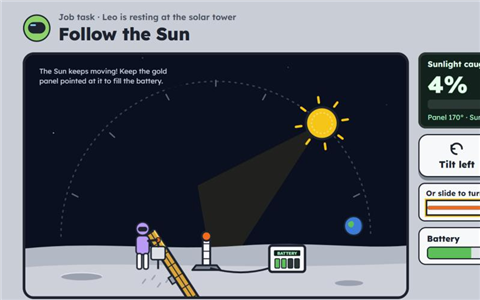 Job task · Leo is resting at the solar tower
Follow the Sun
The Sun keeps moving! Keep the gold
panel pointed at it to fill the battery.
Sunlight
4%
Panel 170° ·
Tilt left
Or slide to
Battery
BATTERY